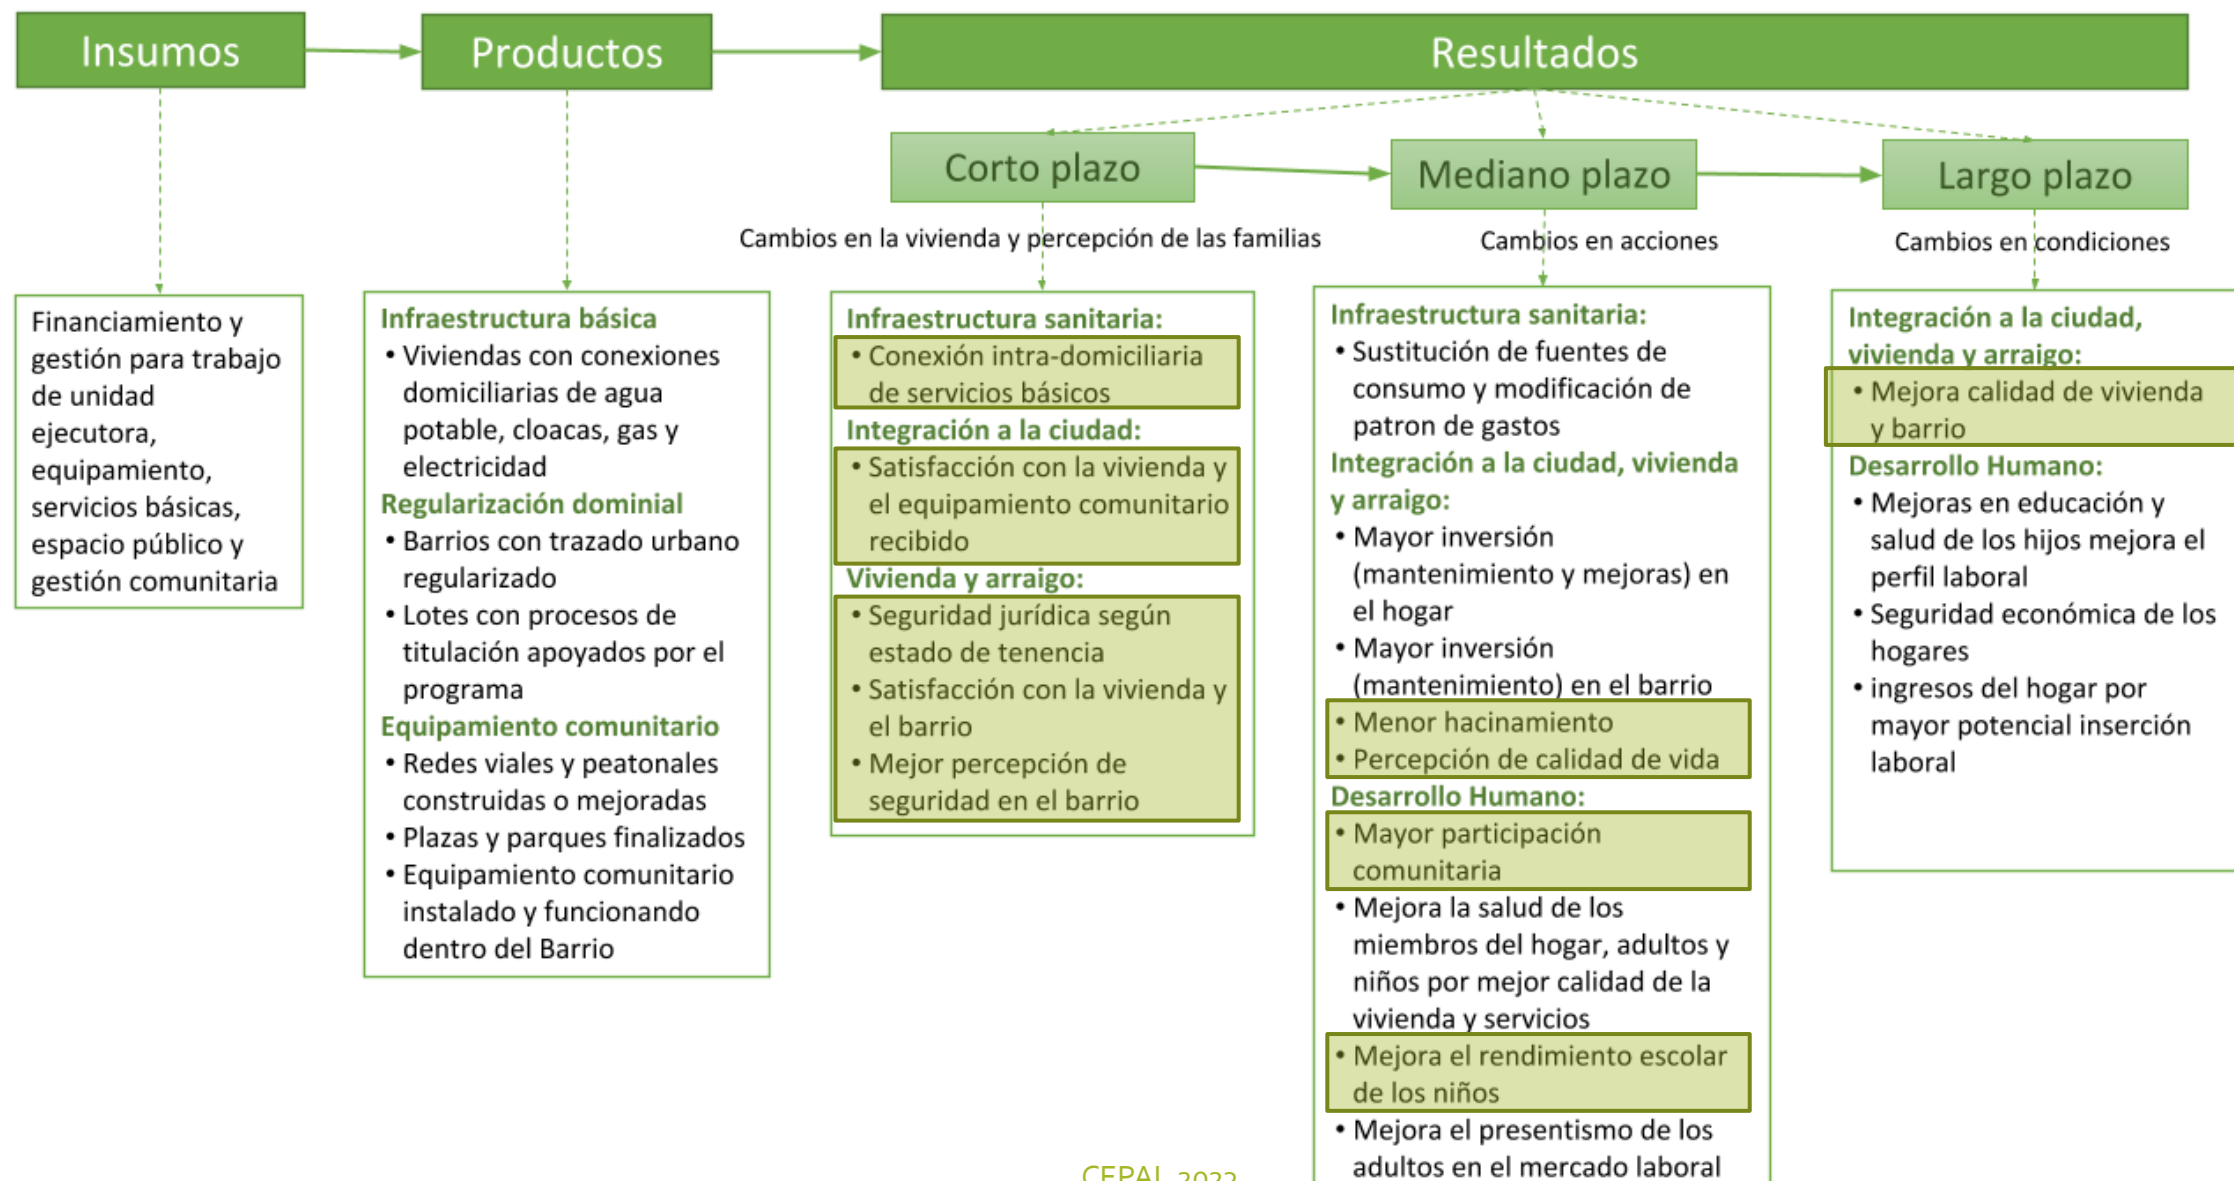 Insumos
Productos
Resultados
Corto plazo
Mediano plazo
Largo plazo
Cambios en la vivienda y percepción de las familias
Cambios en acciones
Cambios en condiciones
Financiamiento y
gestión para trabajo
de unidad
ejecutora,
equipamiento,
servicios básicas,
espacio público y
gestión comunitaria
Infraestructura básica
• Viviendas con conexiones
domiciliarias de agua
potable, cloacas, gas y
electricidad
Regularización dominial
• Barrios con trazado urbano
regularizado
• Lotes con procesos de
titulación apoyados por el
programa
Equipamiento comunitario
• Redes viales y peatonales
construidas o mejoradas
• Plazas y parques finalizados
• Equipamiento comunitario
instalado y funcionando
dentro del Barrio
Infraestructura sanitaria:
• Conexión intra-domiciliaria
de servicios básicos
Integración a la ciudad:
• Satisfacción con la vivienda y
el equipamiento comunitario
recibido
Vivienda y arraigo:
• Seguridad jurídica según
estado de tenencia
• Satisfacción con la vivienda y
el barrio
• Mejor percepción de
seguridad en el barrio
Infraestructura sanitaria:
• Sustitución de fuentes de
consumo y modificación de
patron de gastos
Integración a la ciudad, vivienda
y arraigo:
• Mayor inversión
(mantenimiento y mejoras) en
el hogar
• Mayor inversión
(mantenimiento) en el barrio
• Menor hacinamiento
• Percepción de calidad de vida
Desarrollo Humano:
• Mayor participación
comunitaria
• Mejora la salud de los
miembros del hogar, adultos y
niños por mejor calidad de la
vivienda y servicios
• Mejora el rendimiento escolar
de los niños
• Mejora el presentismo de los
adultos en el mercado laboral
Integración a la ciudad,
vivienda y arraigo:
• Mejora calidad de vivienda
y barrio
Desarrollo Humano:
• Mejoras en educación y
salud de los hijos mejora el
perfil laboral
• Seguridad económica de los
hogares
• ingresos del hogar por
mayor potencial inserción
laboral
CEPAL 2022